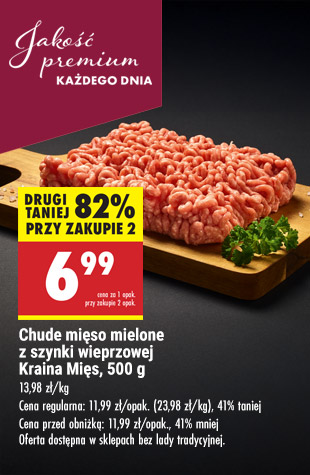 Jakość
premium
KAŻDEGO DNIA
DRUGI
TANIEJ 82%
PRZY ZAKUPIE 2
6 99
cena za 1 opak.
przy zakupie 2 opak.
Chude mięso mielone
z szynki wieprzowej
Kraina Mięs, 500 g
13,98 zł/kg
Cena regularna: 11,99 zł/opak. (23,98 zł/kg), 41% taniej
Cena przed obniżką: 11,99 zł/opak., 41% mniej
Oferta dostępna w sklepach bez lady tradycyjnej.